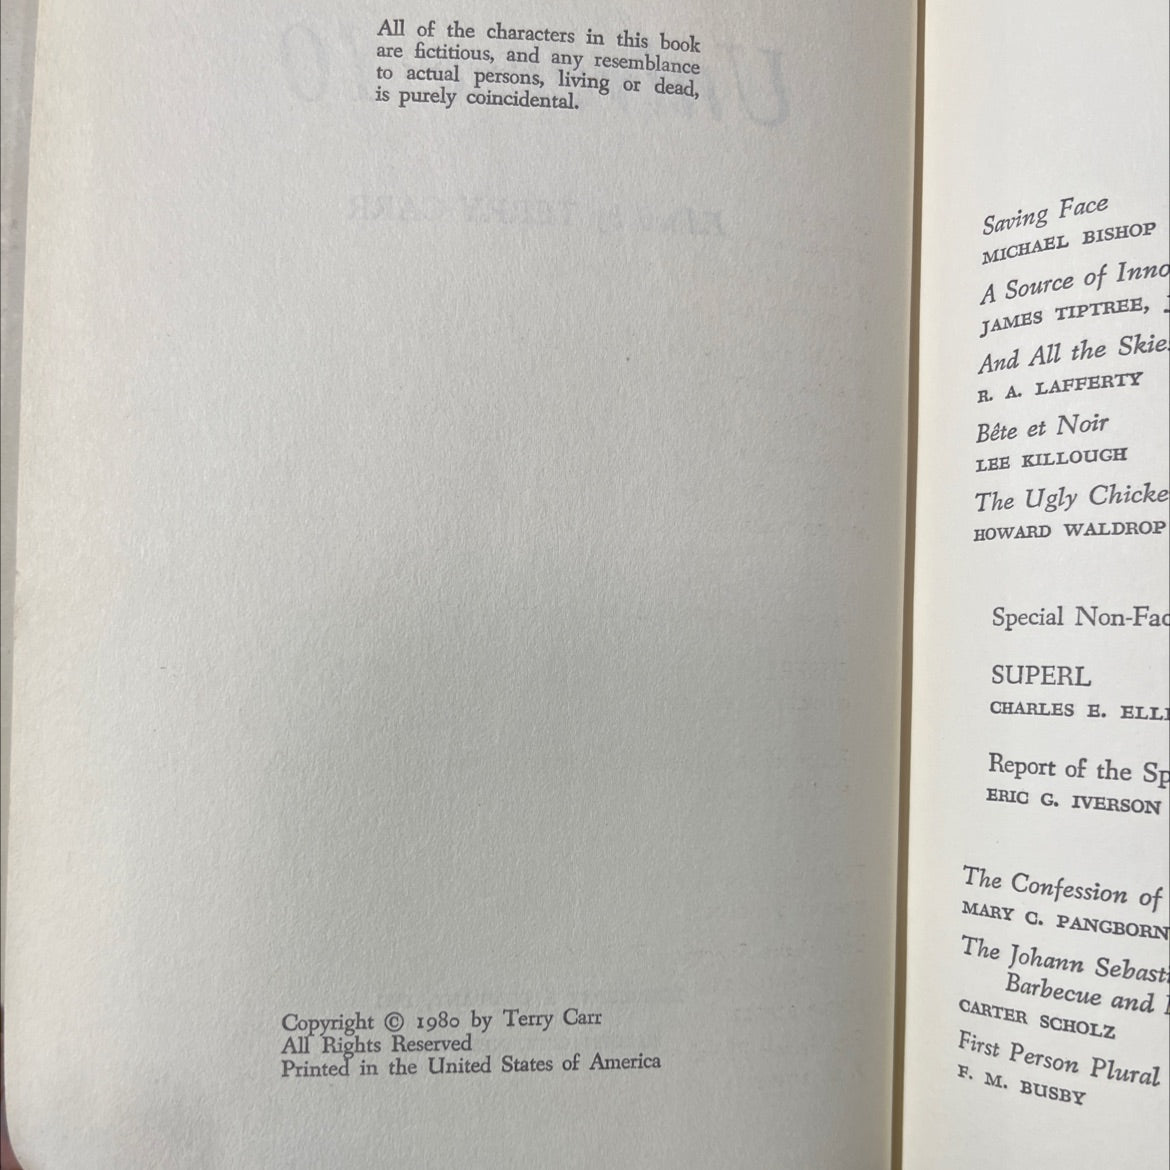 All of the characters in this book
are fictitious, and any resemblance
to actual persons, living or dead,
is purely coincidental.
Copyright © 1980 by Terry Carr
All Rights Reserved
Printed in the United States of America
Saving Face
MICHAEL BISHOP
A Source of Inno
JAMES TIPTREE,
And All the Skie
R. A. LAFFERTY
Bête et Noir
LEE KILLOUGH
The Ugly Chicke
HOWARD WALDROP
Special Non-Fac
SUPERL
CHARLES E. ELLI
Report of the Sp
ERIC G. IVERSON
The Confession of
MARY C. PANGBORN
The Johann Sebasti
Barbecue and
CARTER SCHOLZ
First Person Plural
F. M. BUSBY